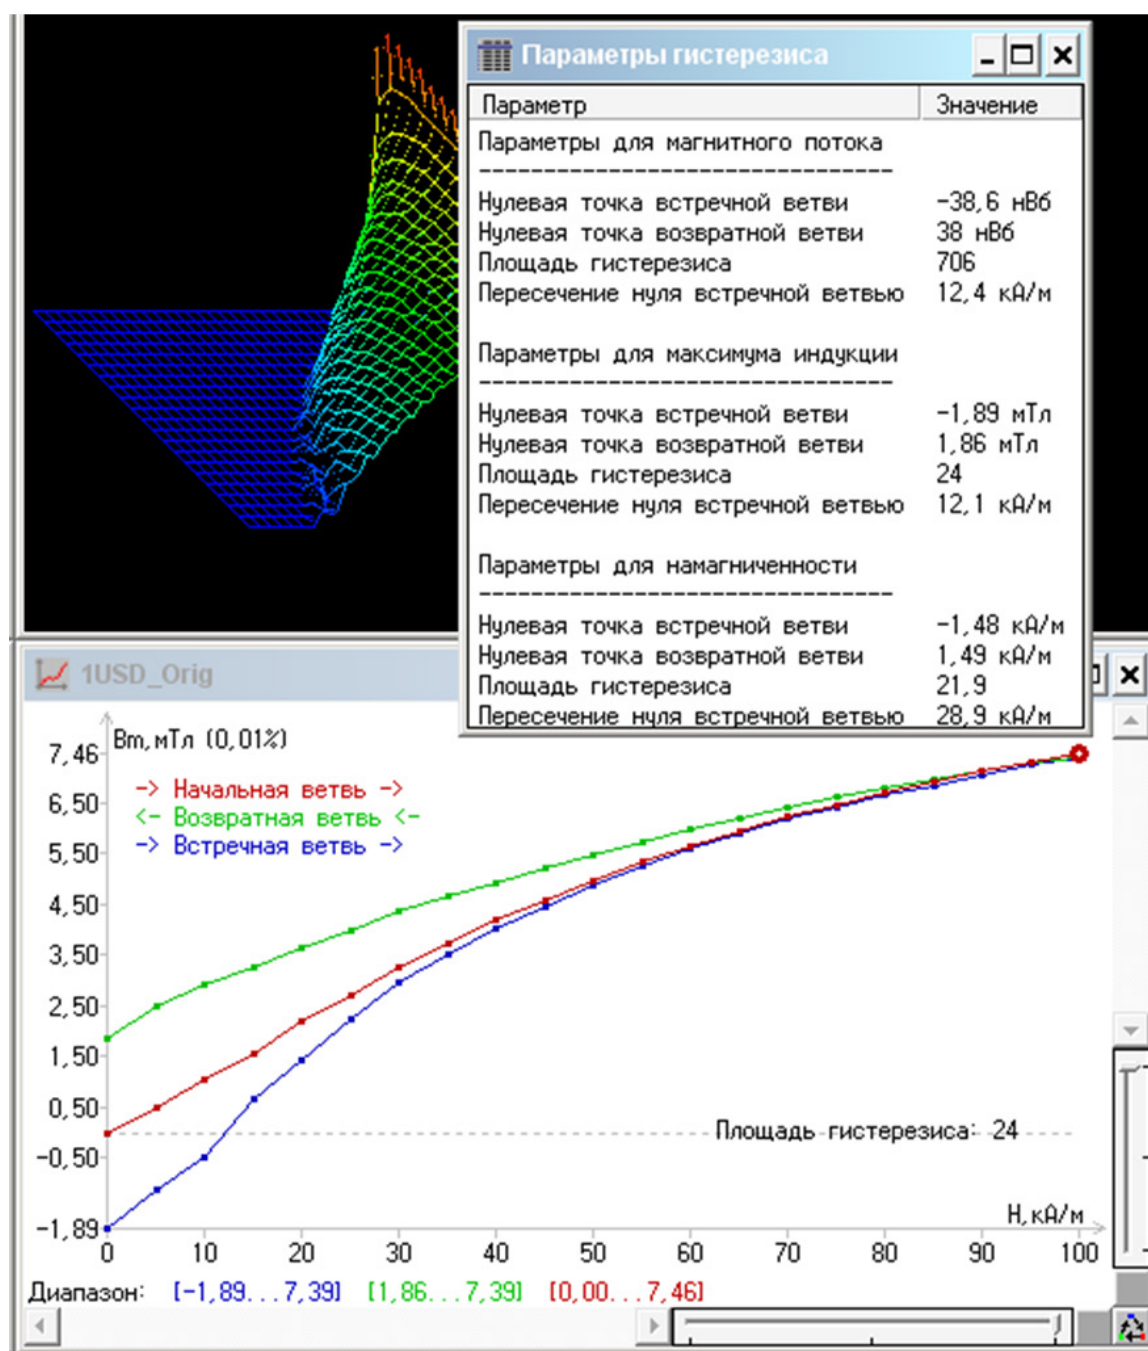 Параметры гистерезиса
Параметр Значение
Параметры для магнитного потока
--------------------------------
Нулевая точка встречной ветви -38,6 нВб
Нулевая точка возвратной ветви 38 нВб
Площадь гистерезиса 706
Пересечение нуля встречной ветвью 12,4 кА/м
Параметры для максимума индукции
--------------------------------
Нулевая точка встречной ветви -1,89 мТл
Нулевая точка возвратной ветви 1,86 мТл
Площадь гистерезиса 24
Пересечение нуля встречной ветвью 12,1 кА/м
Параметры для намагниченности
--------------------------------
Нулевая точка встречной ветви -1,48 кА/м
Нулевая точка возвратной ветви 1,49 кА/м
Площадь гистерезиса 21,9
Пересечение нуля встречной ветвью 28,9 кА/м
1USD_Orig
Bm,мТл (0,01%)
7,46
-> Начальная ветвь ->
6,50
<- Возвратная ветвь <-
-> Встречная ветвь ->
5,50
4,50
3,50
2,50
1,50
0,50
Площадь гистерезиса: 24
-0,50
H,кА/м
-1,89
0 10 20 30 40 50 60 70 80 90 100
Диапазон: [-1,89...7,39] [1,86...7,39] [0,00...7,46]